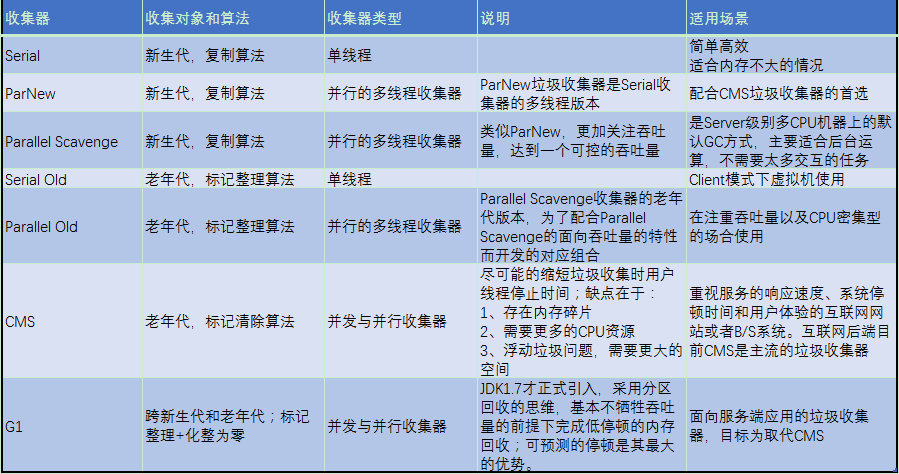 收集器 收集对象和算法 收集器类型 说明 适用场景
Serial 新生代，复制算法 单线程 简单高效
适合内存不大的情况
ParNew 新生代，复制算法 并行的多线程收集器 ParNew垃圾收集器是Serial收
集器的多线程版本 配合CMS垃圾收集器的首选
Parallel Scavenge 新生代，复制算法 并行的多线程收集器 类似ParNew，更加关注吞吐
量，达到一个可控的吞吐量 是Server级别多CPU机器上的默
认GC方式，主要适合后台运
算，不需要太多交互的任务
Serial Old 老年代，标记整理算法 单线程 Client模式下虚拟机使用
Parallel Old 老年代，标记整理算法 并行的多线程收集器 Parallel Scavenge收集器的老年
代版本，为了配合Parallel
Scavenge的面向吞吐量的特性
而开发的对应组合 在注重吞吐量以及CPU密集型
的场合使用
CMS 老年代，标记清除算法 并发与并行收集器 尽可能的缩短垃圾收集时用户
线程停止时间；缺点在于：
1、存在内存碎片
2、需要更多的CPU资源
3、浮动垃圾问题，需要更大的
空间 重视服务的响应速度、系统停
顿时间和用户体验的互联网网
站或者B/S系统。互联网后端目
前CMS是主流的垃圾收集器
G1 跨新生代和老年代；标记
整理+化整为零 并发与并行收集器 JDK1.7才正式引入，采用分区
回收的思维，基本不牺牲吞吐
量的前提下完成低停顿的内存
回收；可预测的停顿是其最大
的优势。 面向服务端应用的垃圾收集
器，目标为取代CMS